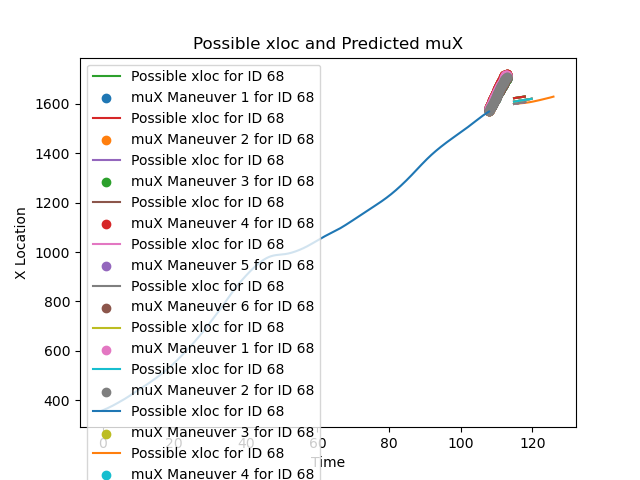 Possible xloc and Predicted muX
X Location
1600
1400
1200
1000
800
600
400
0
20
40
60
80
100
120
Time
Possible xloc for ID 68
muX Maneuver 1 for ID 68
Possible xloc for ID 68
muX Maneuver 2 for ID 68
Possible xloc for ID 68
muX Maneuver 3 for ID 68
Possible xloc for ID 68
muX Maneuver 4 for ID 68
Possible xloc for ID 68
muX Maneuver 5 for ID 68
Possible xloc for ID 68
muX Maneuver 6 for ID 68
Possible xloc for ID 68
muX Maneuver 1 for ID 68
Possible xloc for ID 68
muX Maneuver 2 for ID 68
Possible xloc for ID 68
muX Maneuver 3 for ID 68
Possible xloc for ID 68
muX Maneuver 4 for ID 68